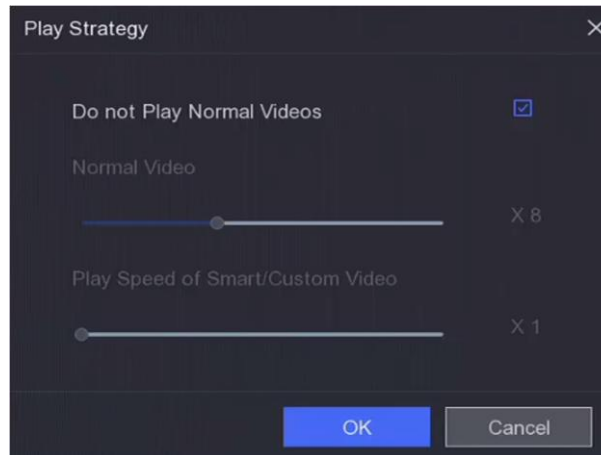 Play Strategy
Do not Play Normal Videos
Normal Video
X 8
Play Speed of Smart/Custom Video
X 1
OK
Cancel